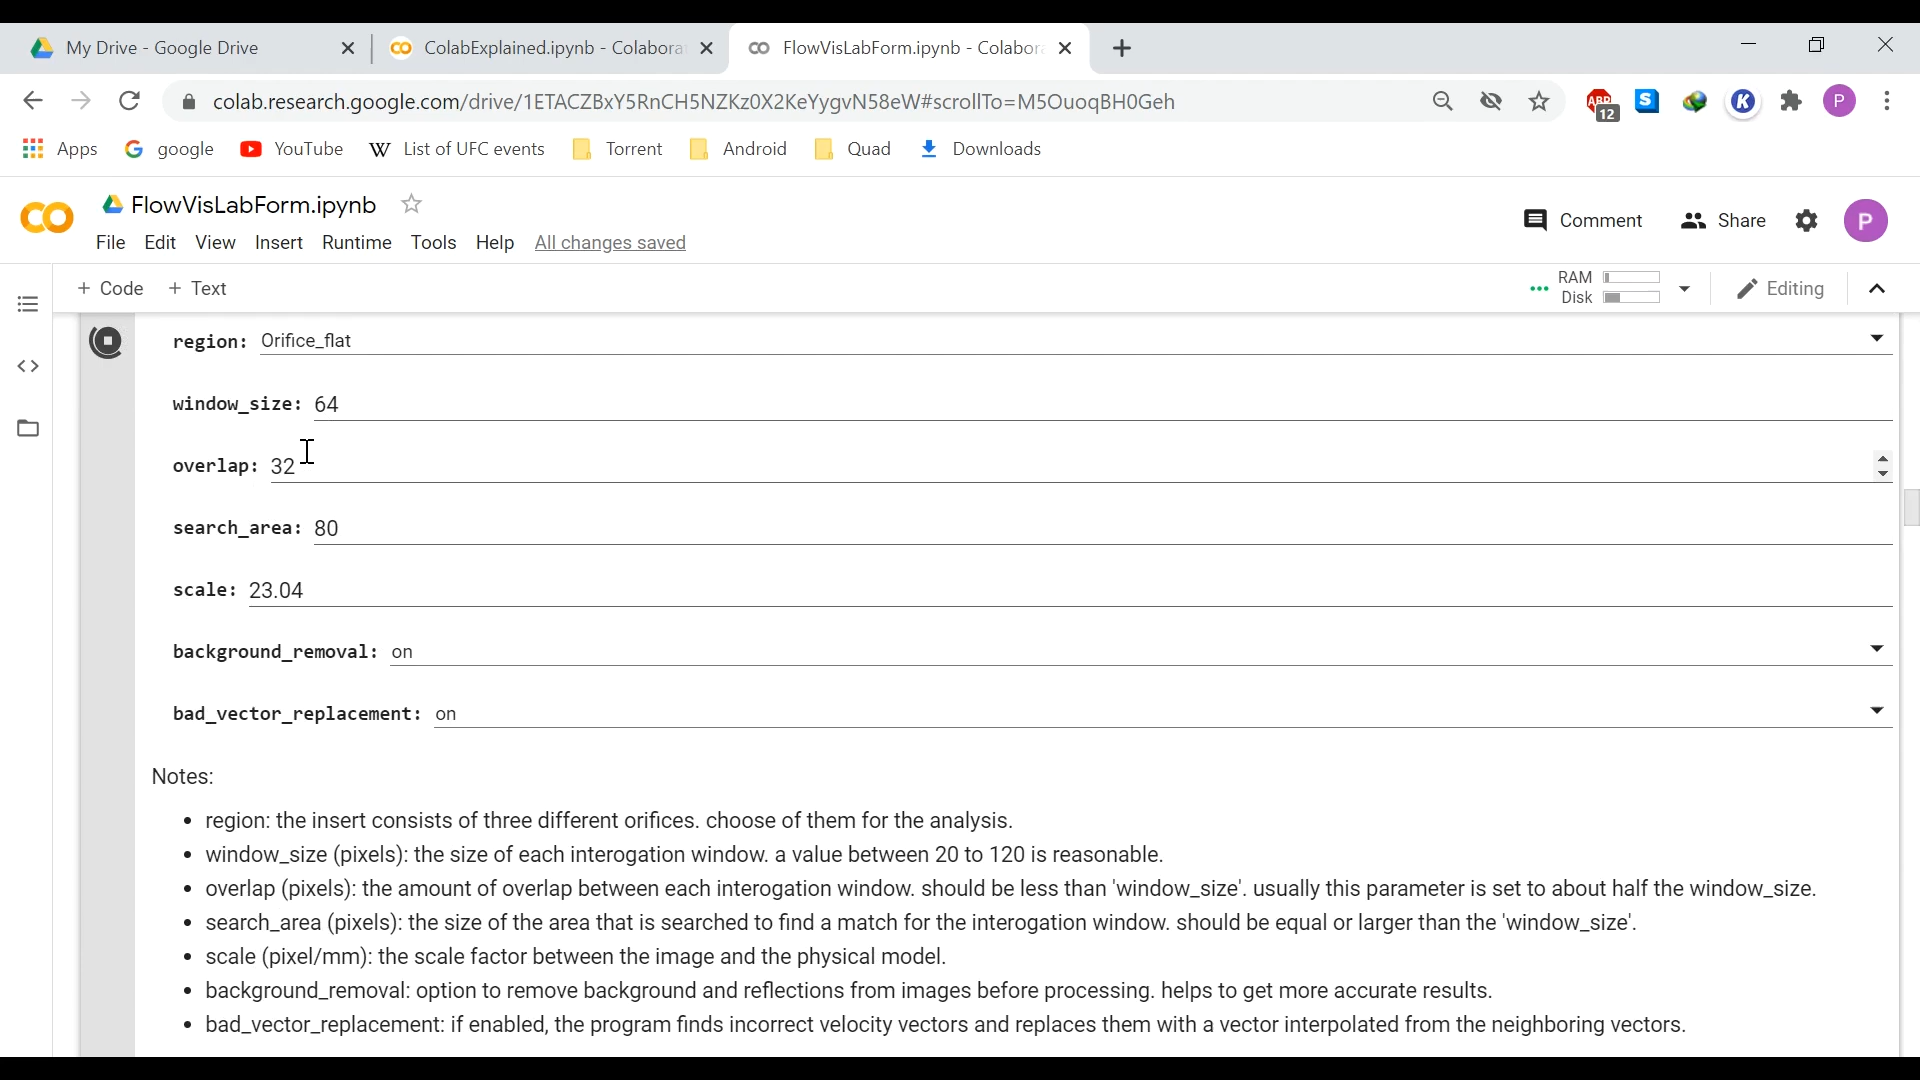 My Drive - Google Drive
ColabExplained.ipynb - Colabora
FlowVisLabForm.ipynb - Colabora
colab.research.google.com/drive/1ETACZBxY5RnCH5NZKz0X2KeYygvN58eW#scrollTo=M5OuoqBH0Geh
ABP 12 S K P
Apps google YouTube W List of UFC events Torrent Android Quad Downloads
FlowVisLabForm.ipynb
File Edit View Insert Runtime Tools Help All changes saved
Comment Share P
+ Code + Text
RAM
Disk
Editing
region: Orifice_flat
window_size: 64
overlap: 32
search_area: 80
scale: 23.04
background_removal: on
bad_vector_replacement: on
Notes:
• region: the insert consists of three different orifices. choose of them for the analysis.
• window_size (pixels): the size of each interogation window. a value between 20 to 120 is reasonable.
• overlap (pixels): the amount of overlap between each interogation window. should be less than 'window_size'. usually this parameter is set to about half the window_size.
• search_area (pixels): the size of the area that is searched to find a match for the interogation window. should be equal or larger than the 'window_size'.
• scale (pixel/mm): the scale factor between the image and the physical model.
• background_removal: option to remove background and reflections from images before processing. helps to get more accurate results.
• bad_vector_replacement: if enabled, the program finds incorrect velocity vectors and replaces them with a vector interpolated from the neighboring vectors.